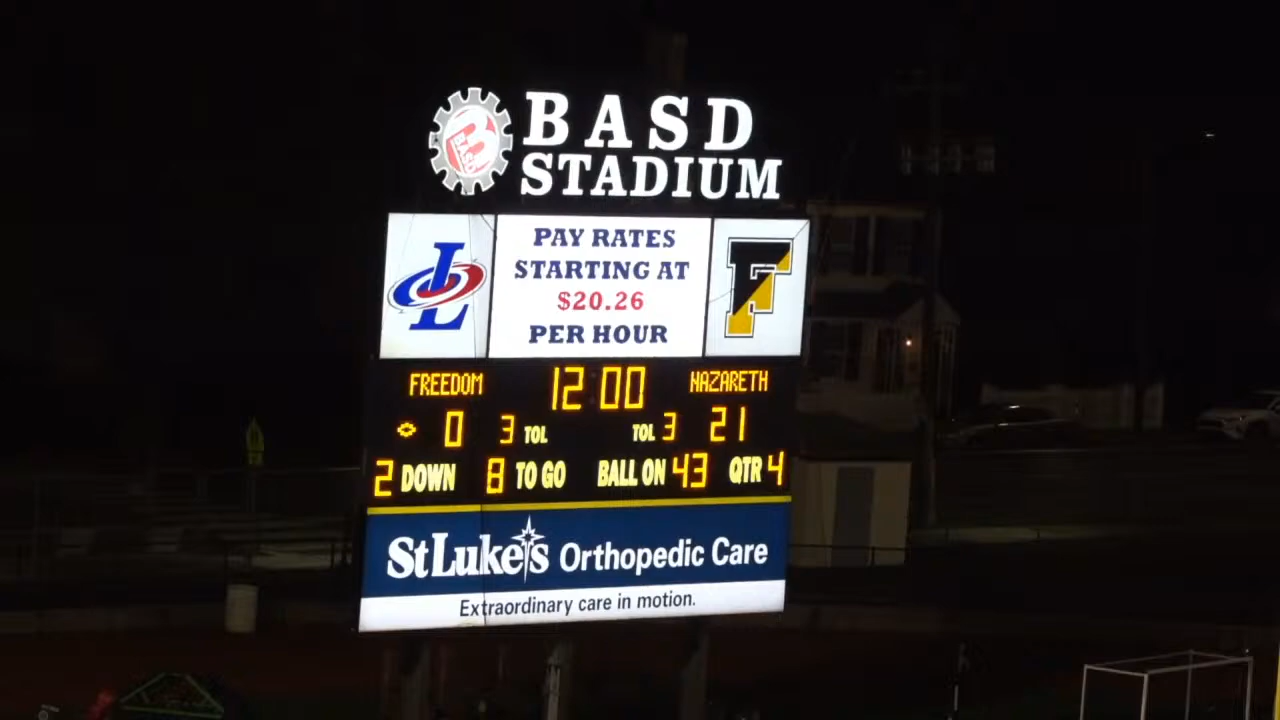 BASD
STADIUM
B
BASD
L
PAY RATES
STARTING AT
$20.26
PER HOUR
F
FREEDOM 12 00 NAZARETH
0 3 TOL TOL 3 21
2 DOWN 8 TO GO BALL ON 43 QTR 4
St Luke's Orthopedic Care
Extraordinary care in motion.